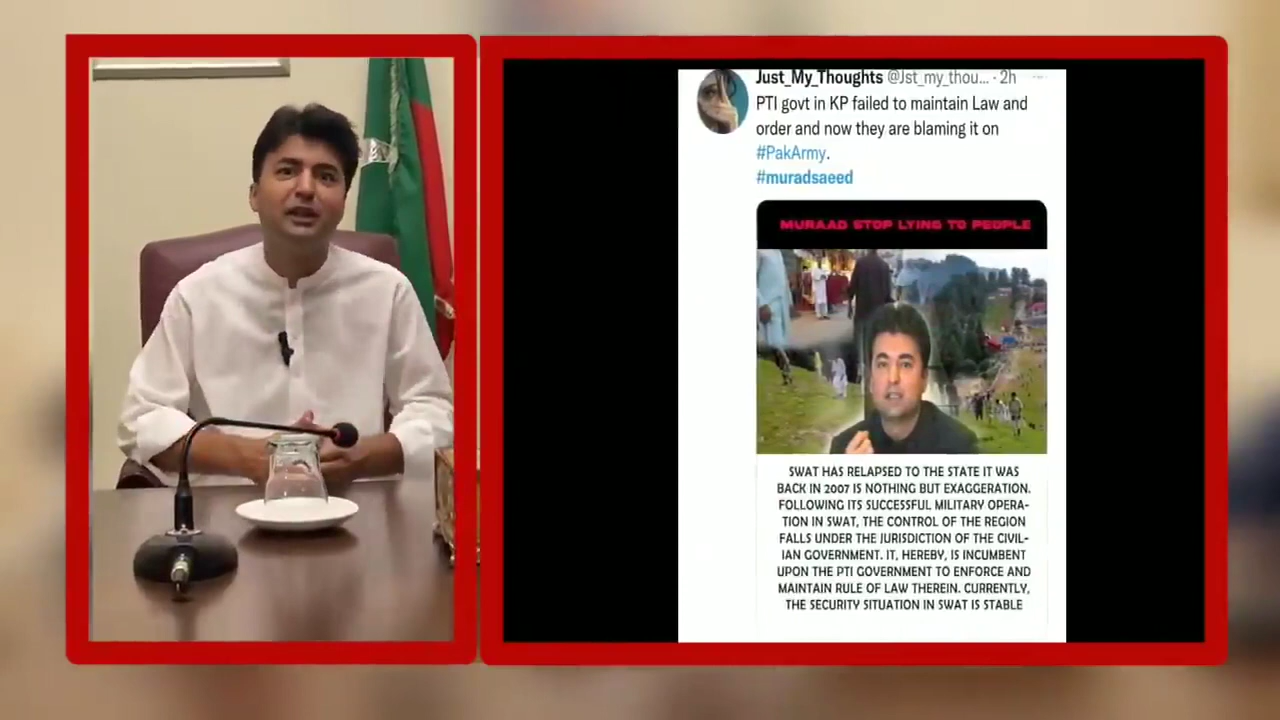 Just_My_Thoughts @Jst_my_thou... · 2h
PTI govt in KP failed to maintain Law and
order and now they are blaming it on
#PakArmy.
#muradsaeed
MURAAD STOP LYING TO PEOPLE
SWAT HAS RELAPSED TO THE STATE IT WAS
BACK IN 2007 IS NOTHING BUT EXAGGERATION.
FOLLOWING ITS SUCCESSFUL MILITARY OPERA-
TION IN SWAT, THE CONTROL OF THE REGION
FALLS UNDER THE JURISDICTION OF THE CIVIL-
IAN GOVERNMENT. IT, HEREBY, IS INCUMBENT
UPON THE PTI GOVERNMENT TO ENFORCE AND
MAINTAIN RULE OF LAW THEREIN. CURRENTLY,
THE SECURITY SITUATION IN SWAT IS STABLE